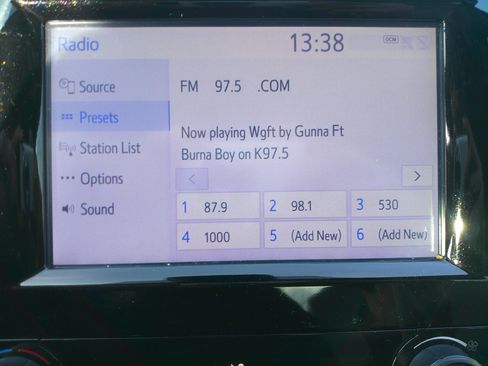 Radio
13:38
DCM
Source
FM 97.5 .COM
Presets
Now playing Wgft by Gunna Ft
Station List
Burna Boy on K97.5
Options
< >
Sound
1 87.9
2 98.1
3 530
4 1000
5 (Add New)
6 (Add New)